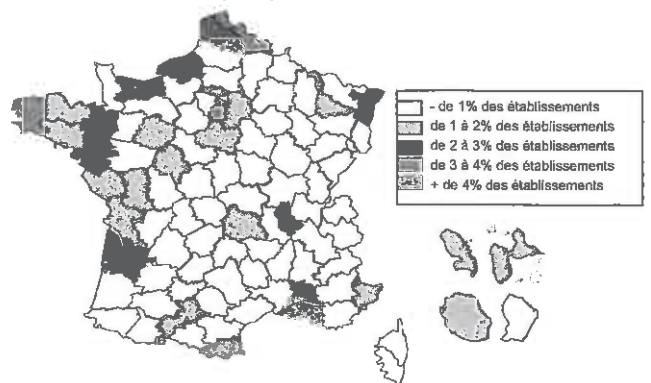 - de 1% des établissements
de 1 à 2% des établissements
de 2 à 3% des établissements
de 3 à 4% des établissements
+ de 4% des établissements